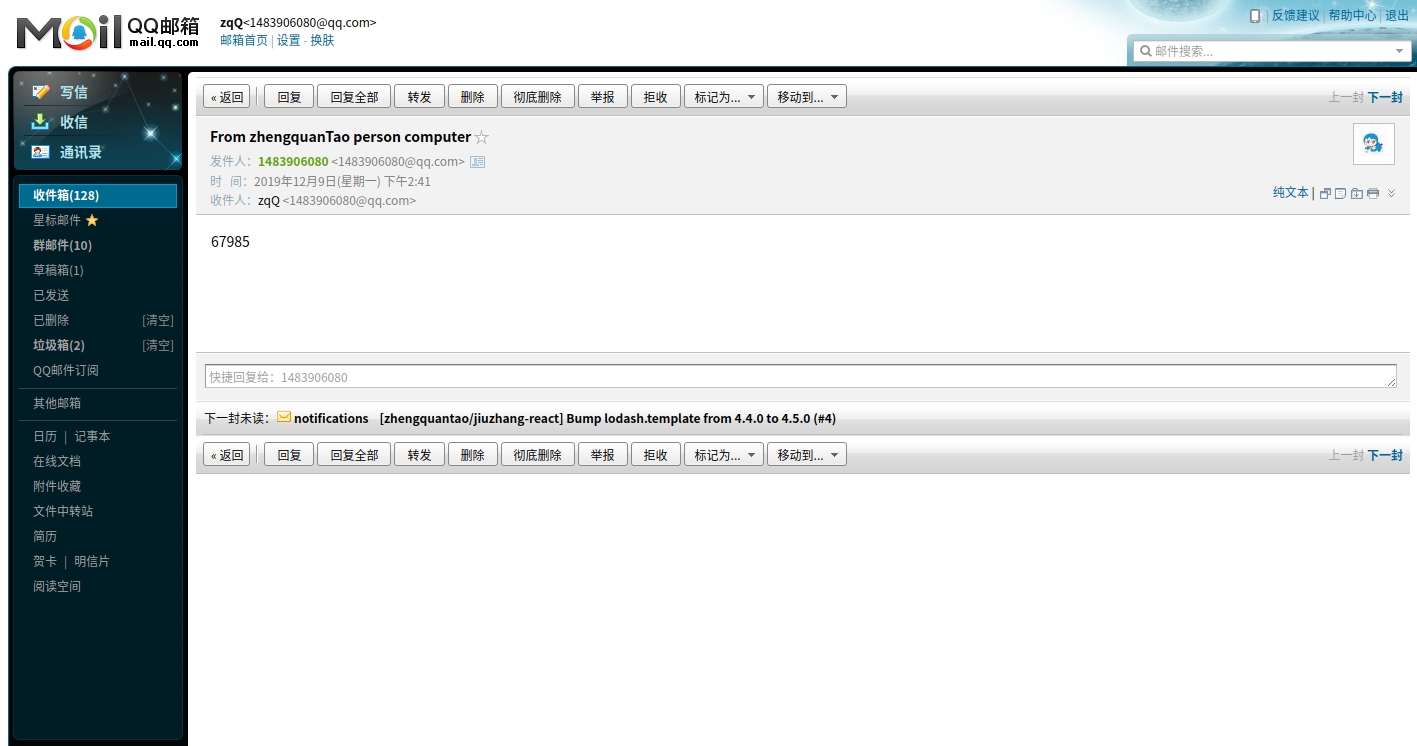 Mail QQ邮箱 mail.qq.com
zqQ<1483906080@qq.com>
邮箱首页 | 设置 - 换肤
反馈建议 | 帮助中心 | 退出
邮件搜索...
写信
收信
通讯录
收件箱(128)
星标邮件
群邮件(10)
草稿箱(1)
已发送
已删除 [清空]
垃圾箱(2) [清空]
QQ邮件订阅
其他邮箱
日历 | 记事本
在线文档
附件收藏
文件中转站
简历
贺卡 | 明信片
阅读空间
« 返回 回复 回复全部 转发 删除 彻底删除 举报 拒收 标记为... 移动到... 上一封 下一封
From zhengquanTao person computer
发件人：1483906080 <1483906080@qq.com>
时 间：2019年12月9日(星期一) 下午2:41
收件人：zqQ <1483906080@qq.com>
纯文本 |
67985
快捷回复给：1483906080
下一封未读： notifications [zhengquantao/jiuzhang-react] Bump lodash.template from 4.4.0 to 4.5.0 (#4)
« 返回 回复 回复全部 转发 删除 彻底删除 举报 拒收 标记为... 移动到... 上一封 下一封